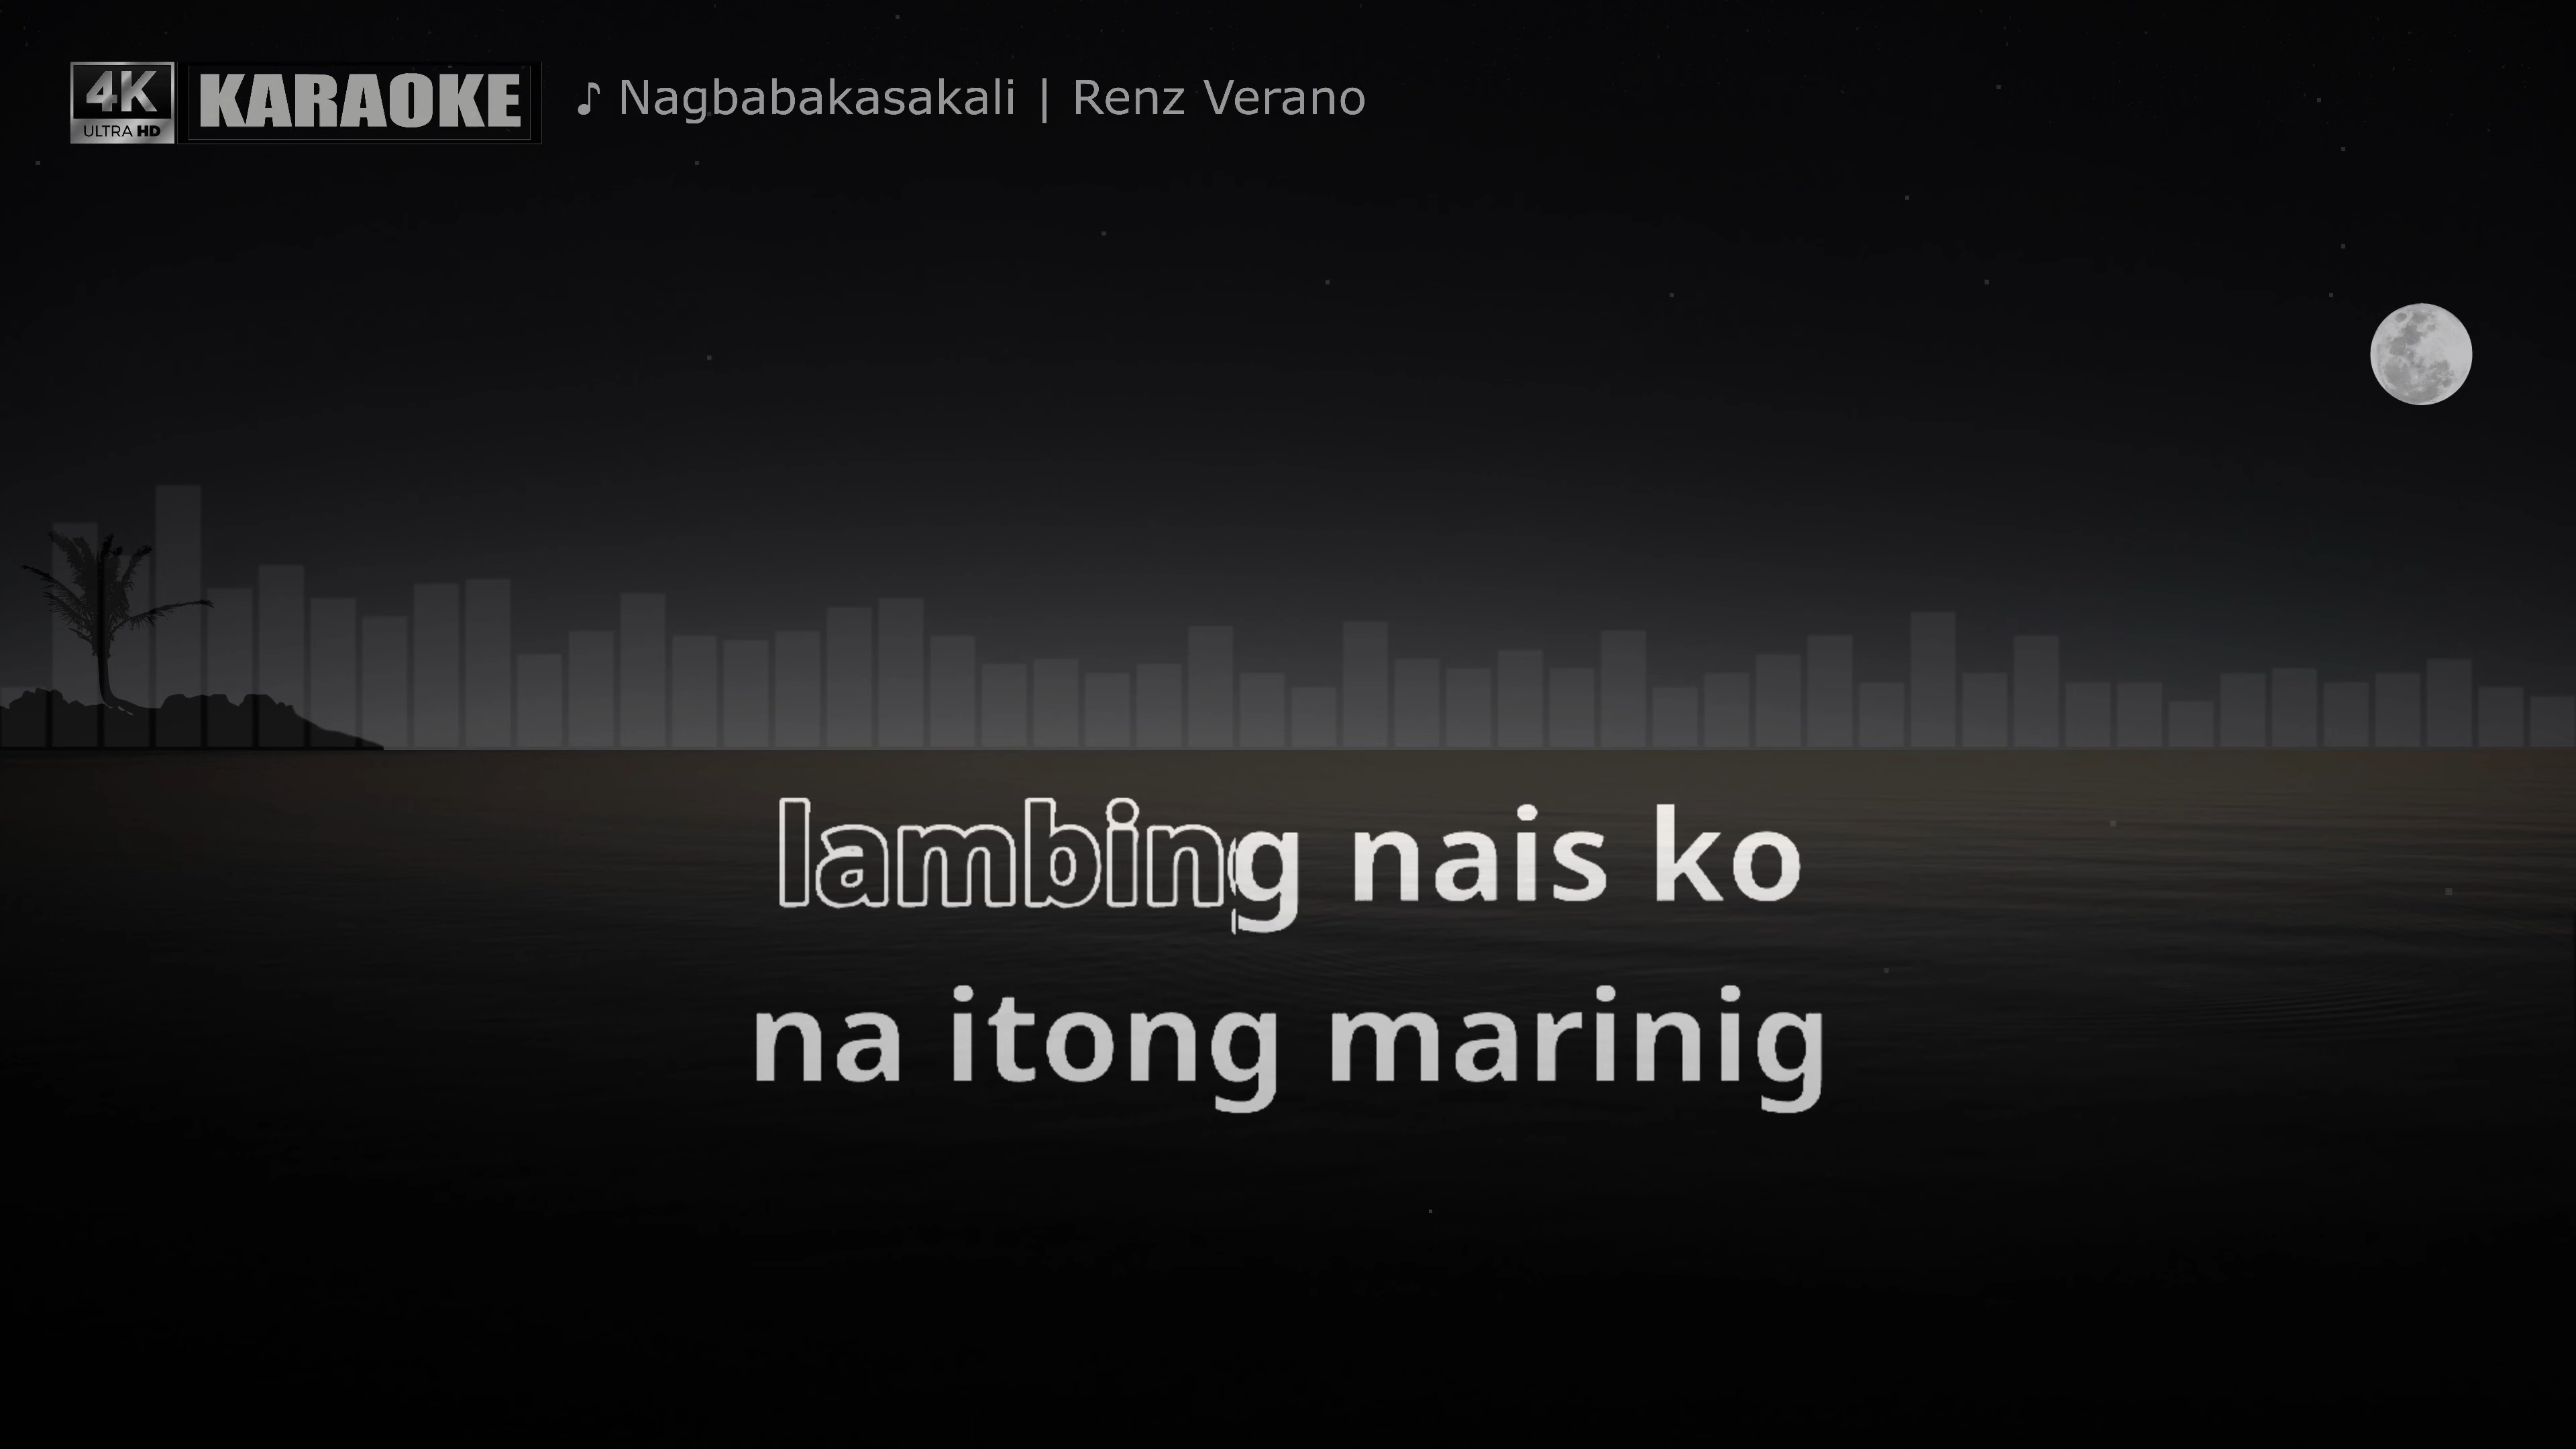 4K
ULTRA HD
KARAOKE
♪ Nagbabakasakali | Renz Verano
lambing nais ko
na itong marinig